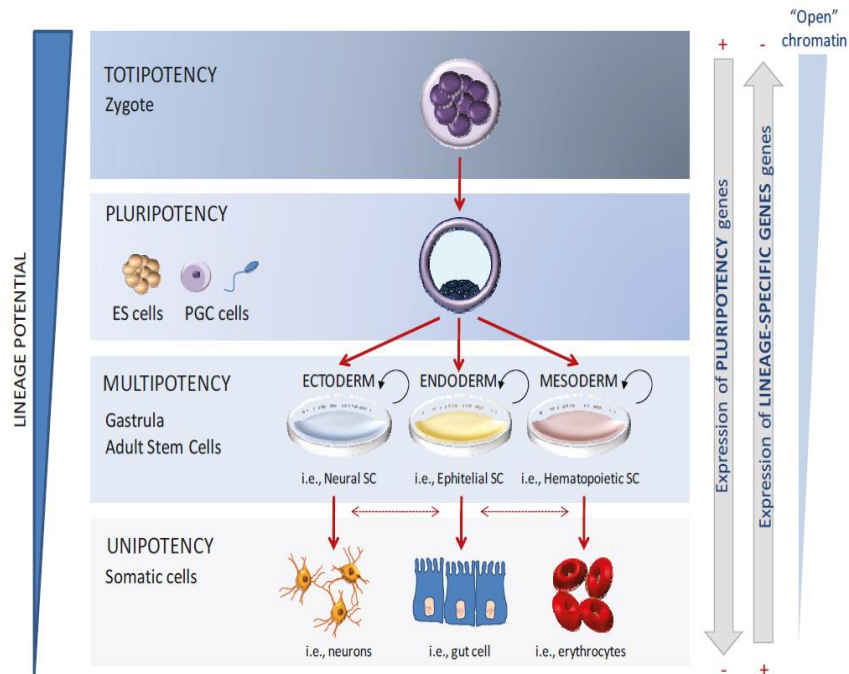 “Open”
chromatin
+ -
TOTIPOTENCY
Zygote
PLURIPOTENCY
ES cells PGC cells
LINEAGE POTENTIAL
MULTIPOTENCY
Gastrula
Adult Stem Cells
ECTODERM ENDODERM MESODERM
i.e., Neural SC i.e., Ephitelial SC i.e., Hematopoietic SC
UNIPOTENCY
Somatic cells
i.e., neurons i.e., gut cell i.e., erythrocytes
Expression of PLURIPOTENCY genes
Expression of LINEAGE-SPECIFIC GENES genes
- +